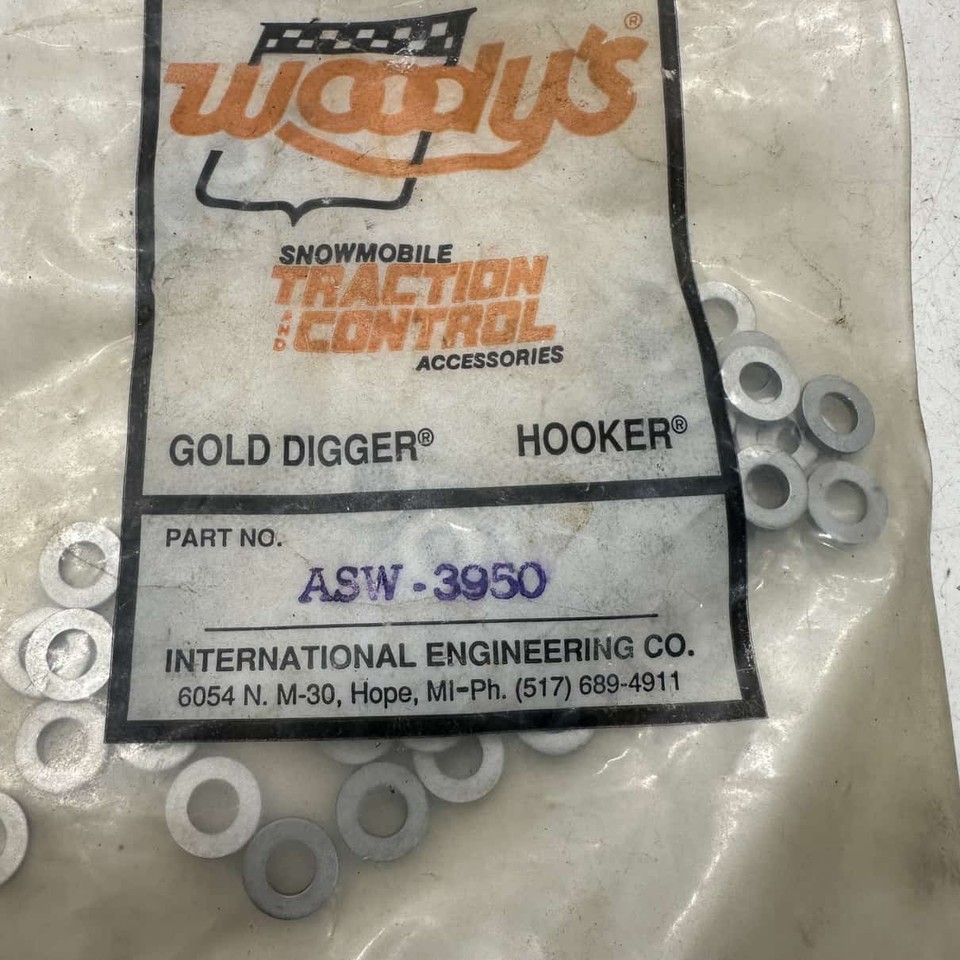 Woody's®
SNOWMOBILE
TRACTION
AND CONTROL
ACCESSORIES
GOLD DIGGER® HOOKER®
PART NO.
ASW-3950
INTERNATIONAL ENGINEERING CO.
6054 N. M-30, Hope, MI-Ph. (517) 689-4911